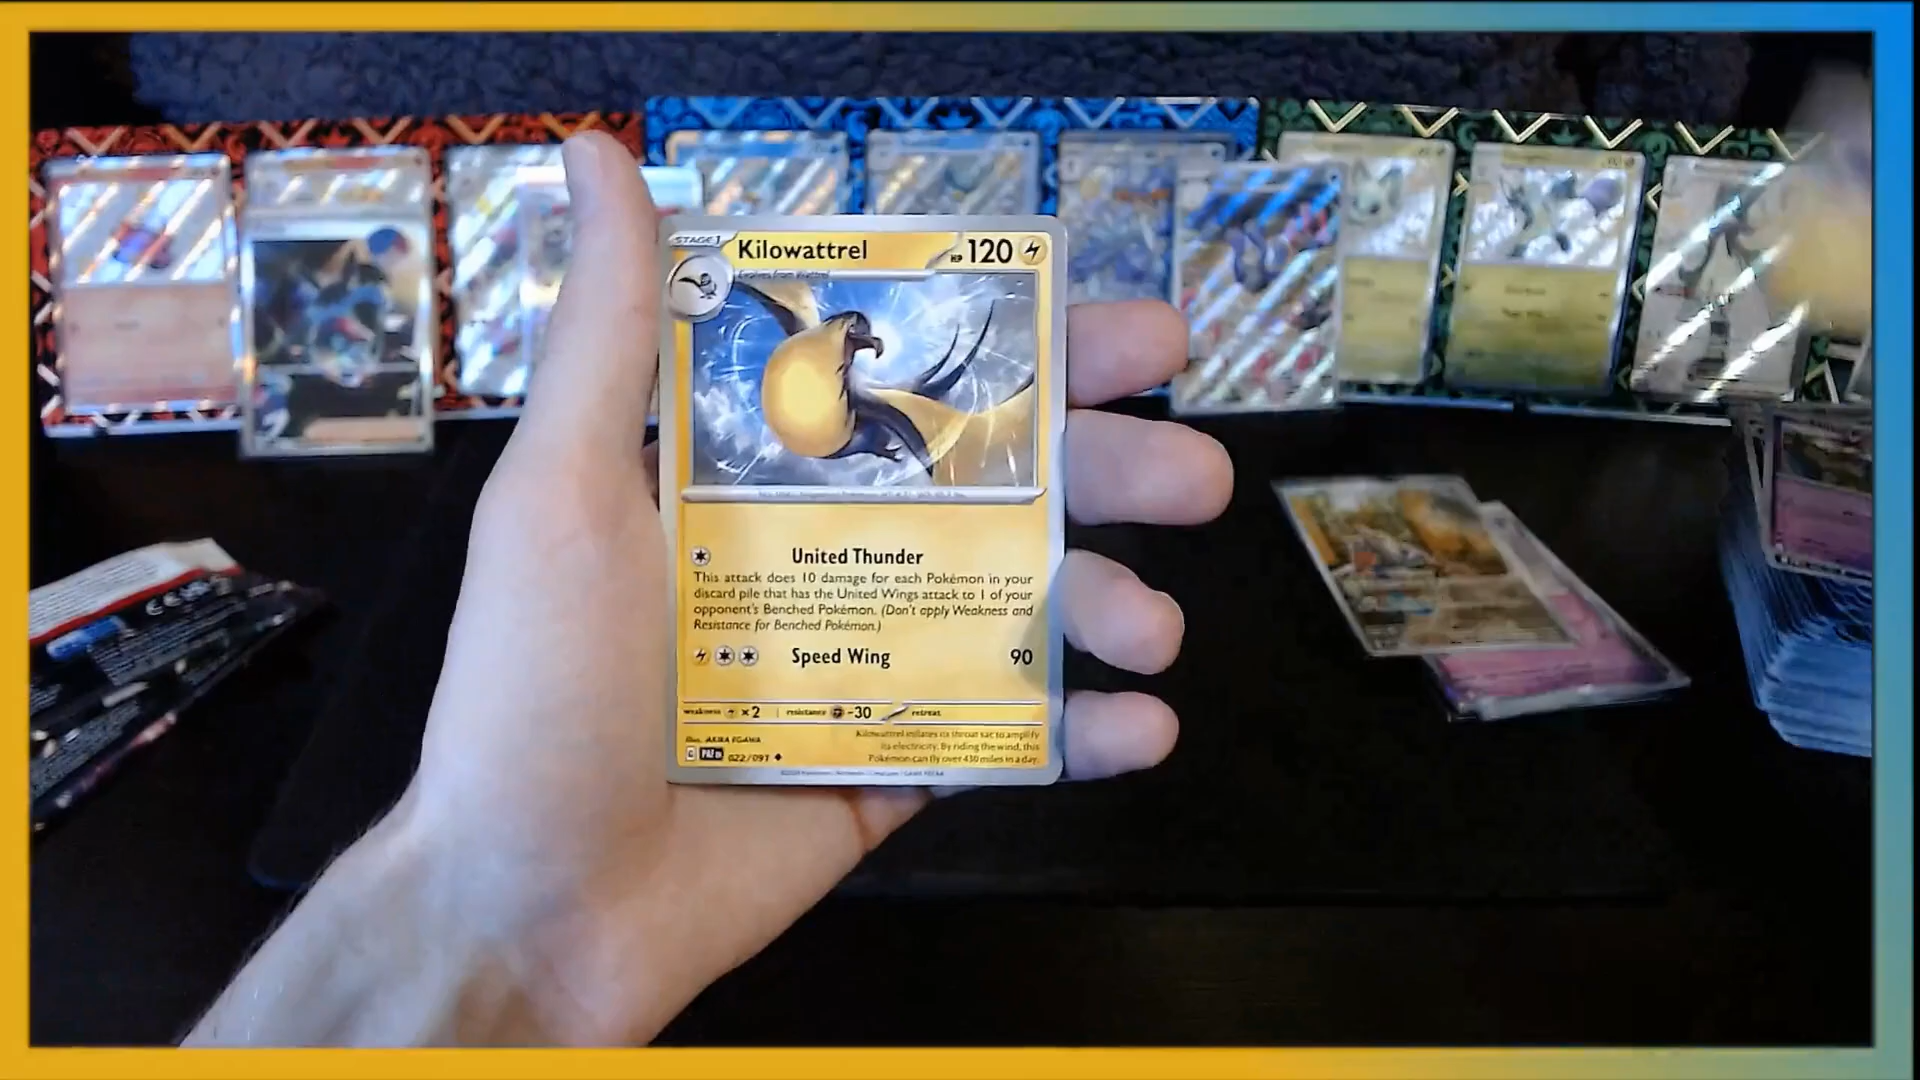 STAGE 1
Kilowattrel
HP 120
Evolves from Wattrel
United Thunder
This attack does 10 damage for each Pokémon in your
discard pile that has the United Wings attack to 1 of your
opponent's Benched Pokémon. (Don't apply Weakness and
Resistance for Benched Pokémon.)
Speed Wing 90
weakness ×2 resistance -30 retreat
Illus. AKIRA EGAWA
Kilowattrel inflates its throat sac to amplify
its electricity. By riding the wind, this
Pokémon can fly over 430 miles in a day.
PAF EN 022/091